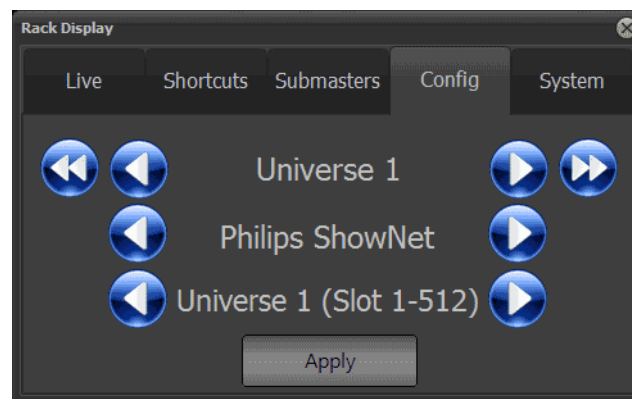 Rack Display
Live Shortcuts Submasters Config System
Universe 1
Philips ShowNet
Universe 1 (Slot 1-512)
Apply